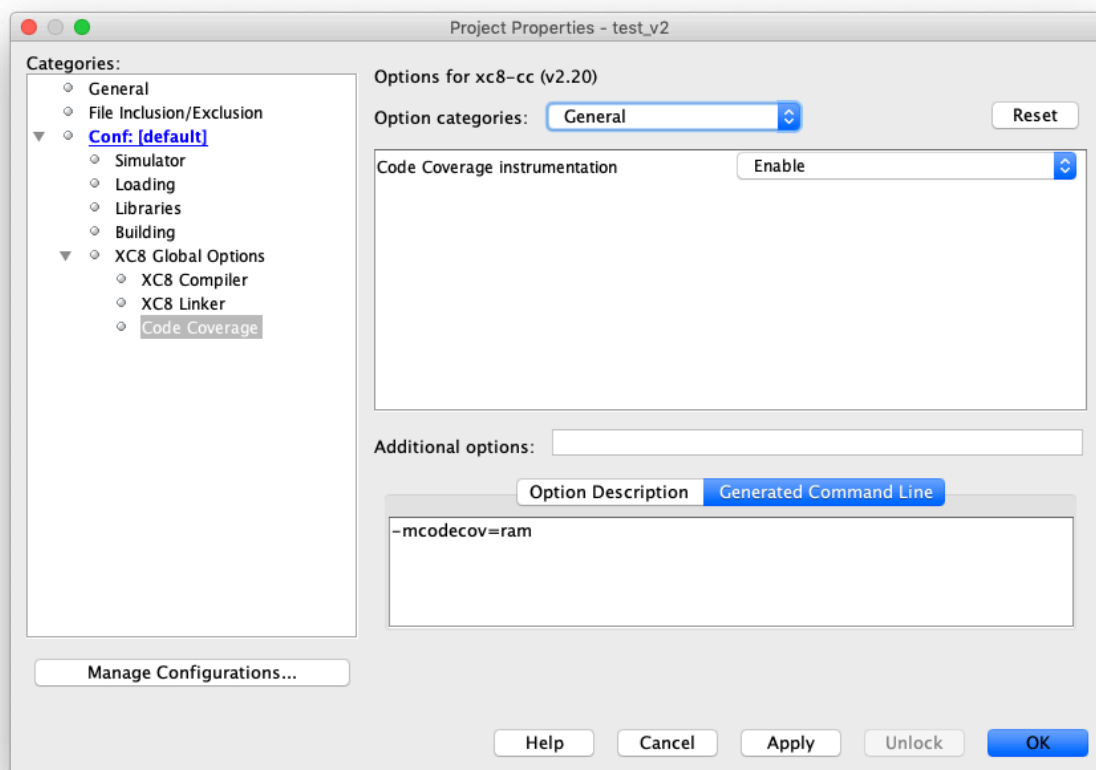 Project Properties - test_v2
Categories:
General
File Inclusion/Exclusion
Conf: [default]
Simulator
Loading
Libraries
Building
XC8 Global Options
XC8 Compiler
XC8 Linker
Code Coverage
Manage Configurations...
Options for xc8-cc (v2.20)
Option categories: General Reset
Code Coverage instrumentation Enable
Additional options:
Option Description Generated Command Line
-mcodecov=ram
Help Cancel Apply Unlock OK